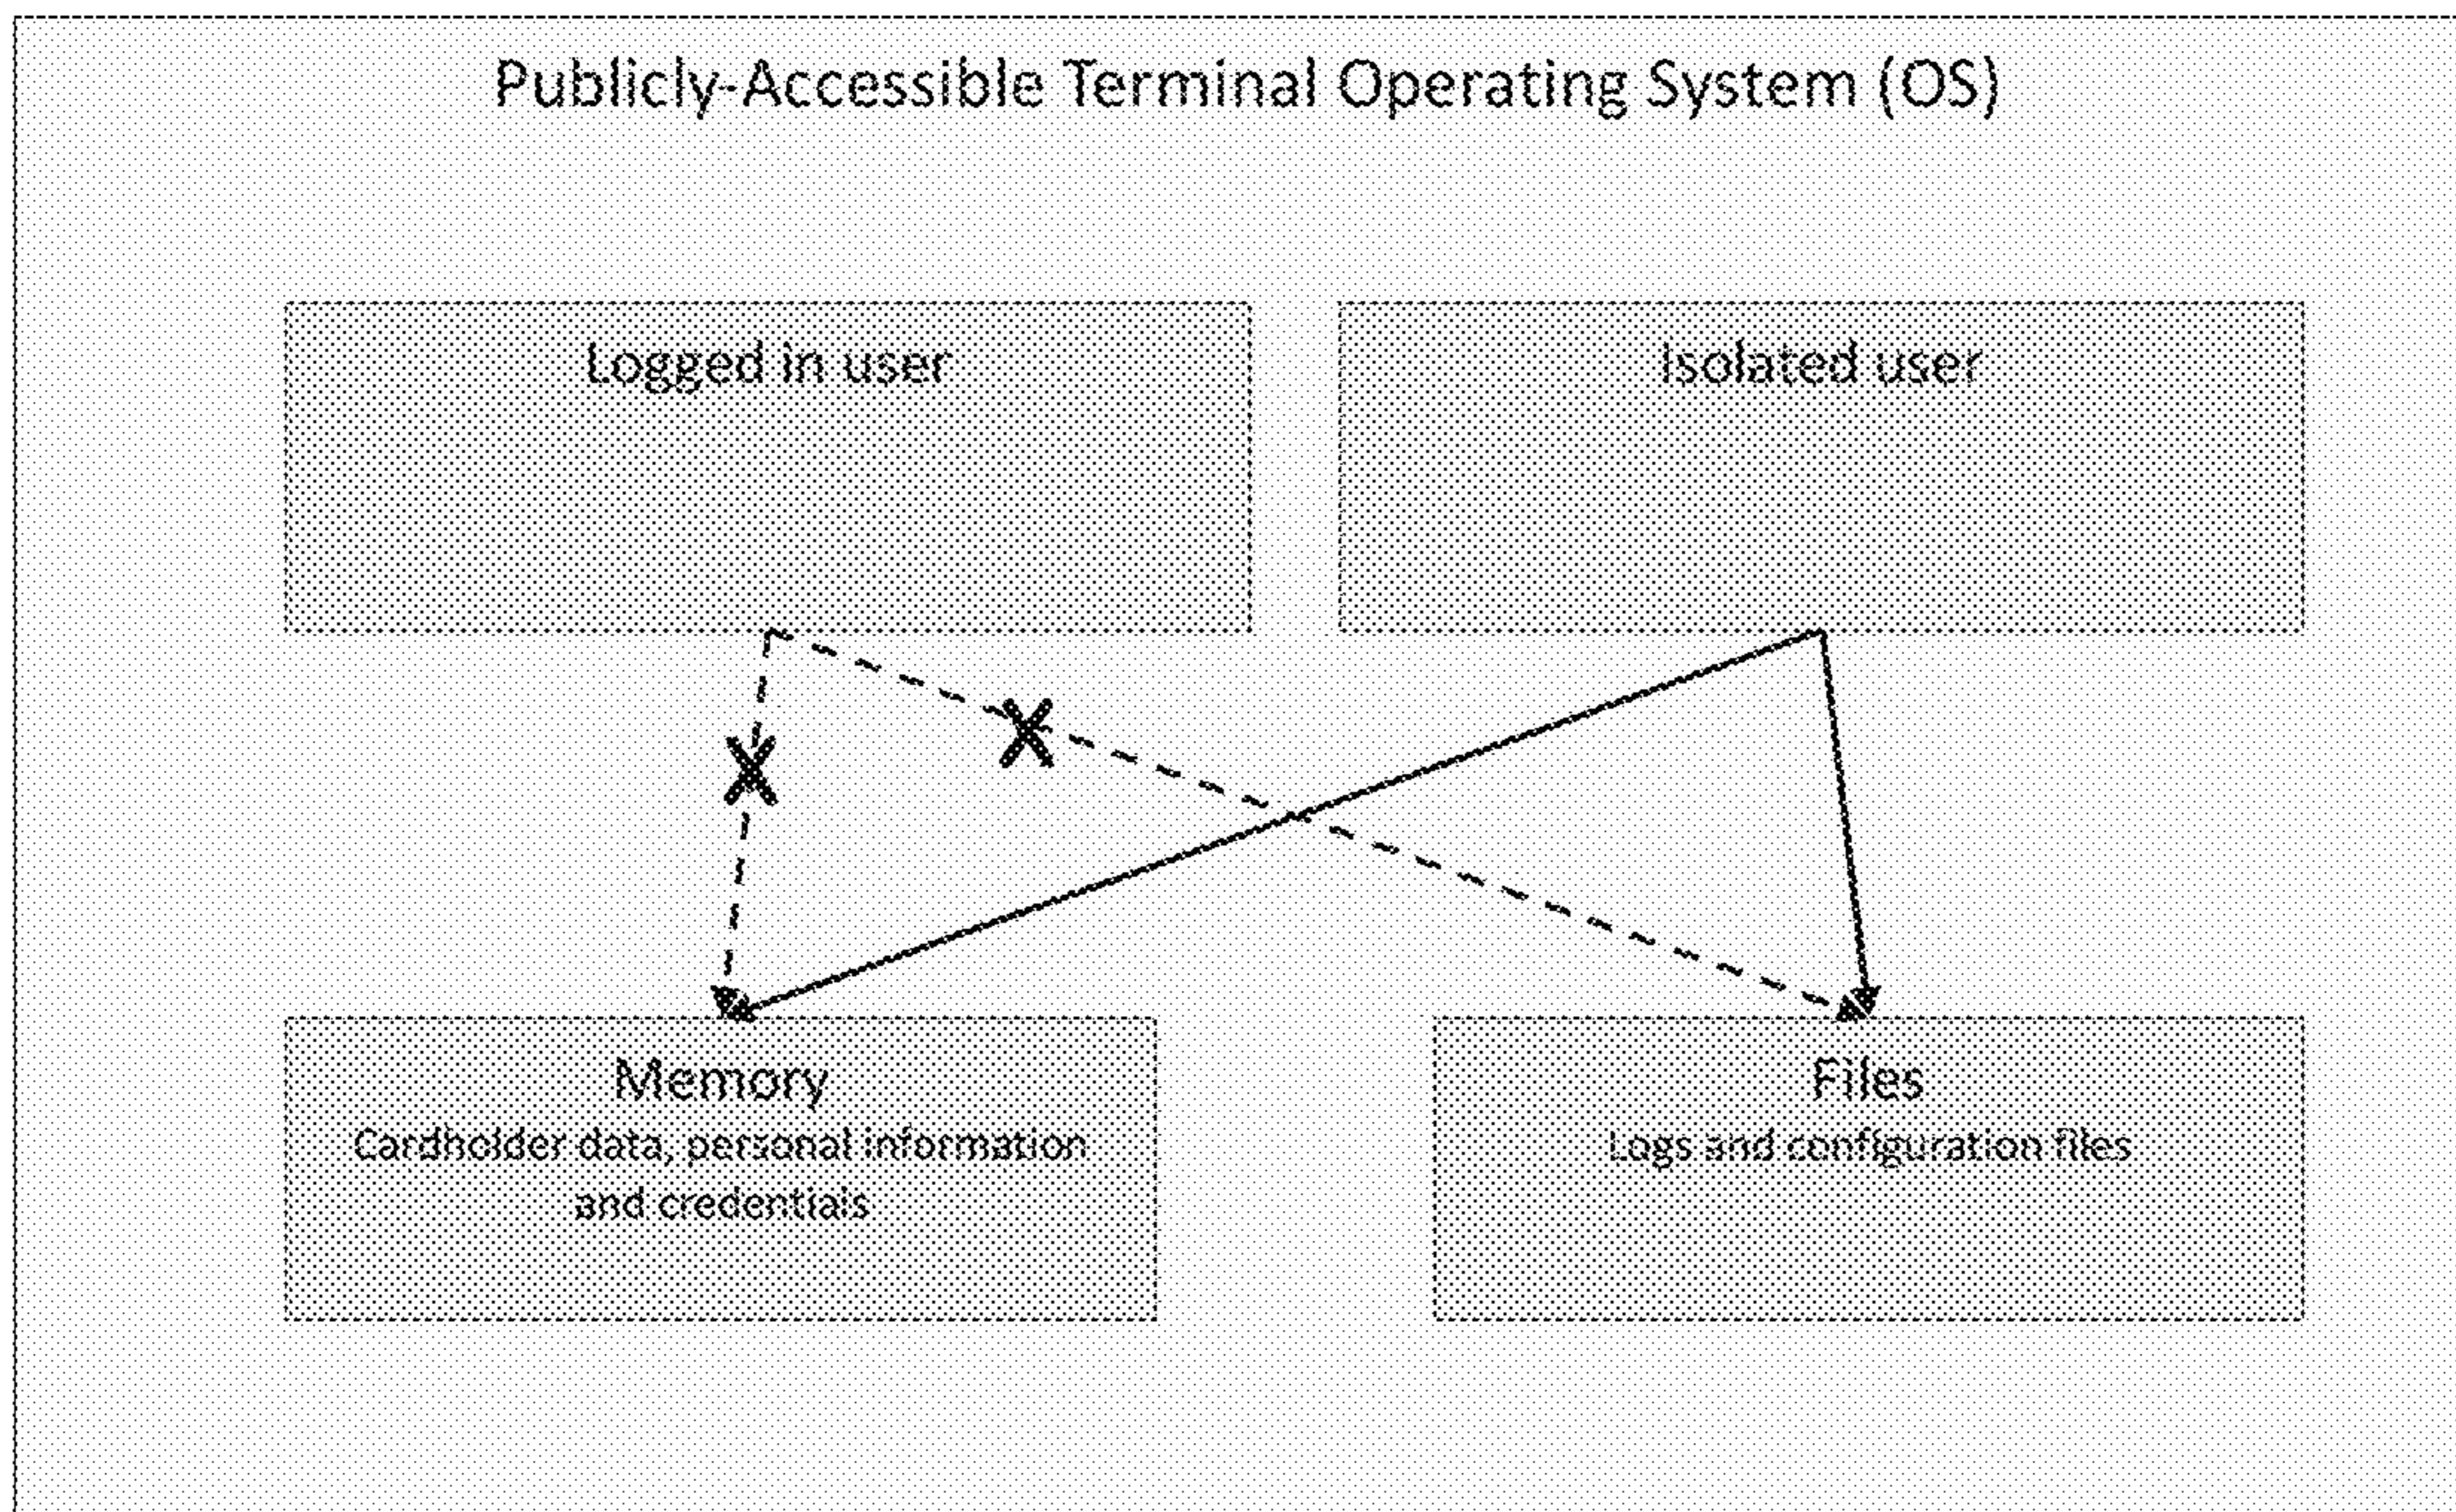 Publicly-Accessible Terminal Operating System (OS)
Logged in user
Isolated user
Memory
Cardholder data, personal information
and credentials
Files
Logs and configuration files